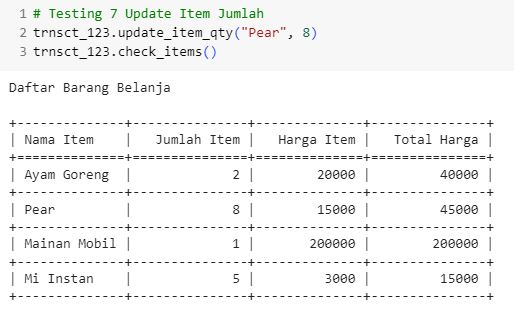 1 # Testing 7 Update Item Jumlah
2 trnsct_123.update_item_qty("Pear", 8)
3 trnsct_123.check_items()
Daftar Barang Belanja
+--------------+---------------+--------------+---------------+
| Nama Item    |   Jumlah Item |   Harga Item |   Total Harga |
+==============+===============+==============+===============+
| Ayam Goreng  |             2 |        20000 |         40000 |
+--------------+---------------+--------------+---------------+
| Pear         |             8 |        15000 |         45000 |
+--------------+---------------+--------------+---------------+
| Mainan Mobil |             1 |       200000 |        200000 |
+--------------+---------------+--------------+---------------+
| Mi Instan    |             5 |         3000 |         15000 |
+--------------+---------------+--------------+---------------+